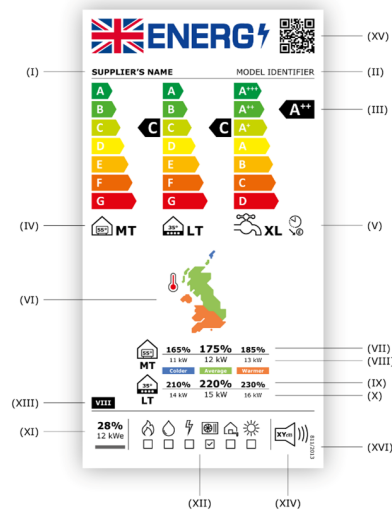 ENERG
(XV)
(I)
SUPPLIER'S NAME
MODEL IDENTIFIER
(II)
A A A+++
B B A++ A++
(III)
C C C C A+
D D A
E E B
F F C
G G D
(IV)
55°
MT
35°
LT
XL
(V)
(VI)
55°
MT
165% 175% 185%
(VII)
11 kW 12 kW 13 kW
(VIII)
Colder Average Warmer
35°
LT
210% 220% 230%
(IX)
14 kW 15 kW 16 kW
(X)
(XIII)
VIII
(XI)
28%
12 kWe
XYdB
811/2013
(XVI)
(XII)
(XIV)